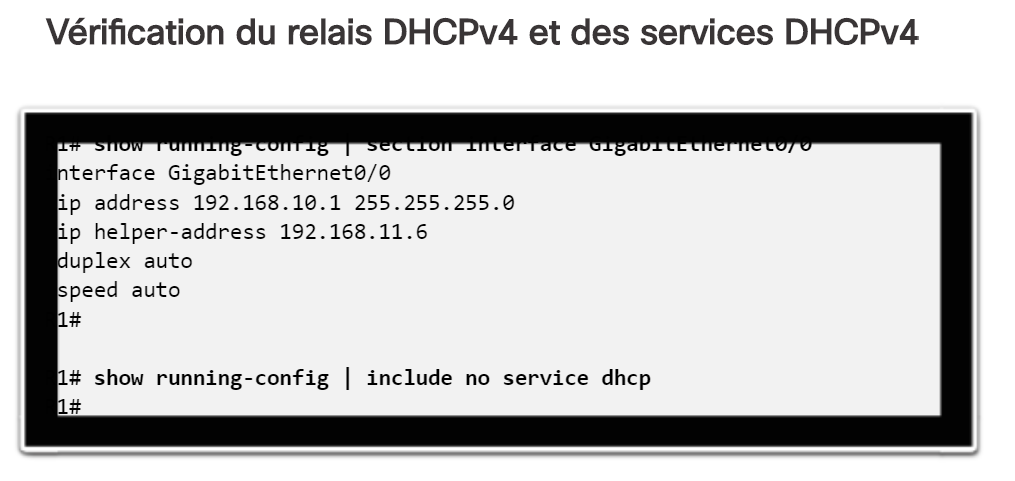 Vérification du relais DHCPv4 et des services DHCPv4
1# show running-config | section interface GigabitEthernet0/0
nterface GigabitEthernet0/0
ip address 192.168.10.1 255.255.255.0
ip helper-address 192.168.11.6
duplex auto
speed auto
1#
1# show running-config | include no service dhcp
1#